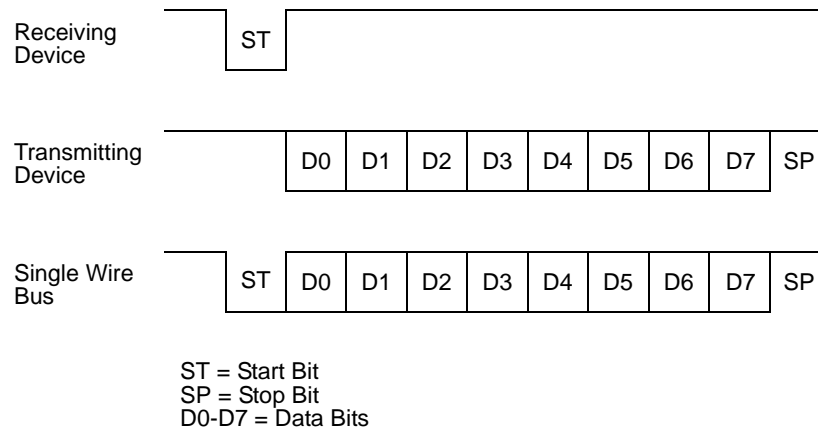 Receiving
Device
ST
Transmitting
Device
D0 D1 D2 D3 D4 D5 D6 D7 SP
Single Wire
Bus
ST D0 D1 D2 D3 D4 D5 D6 D7 SP
ST = Start Bit
SP = Stop Bit
D0-D7 = Data Bits